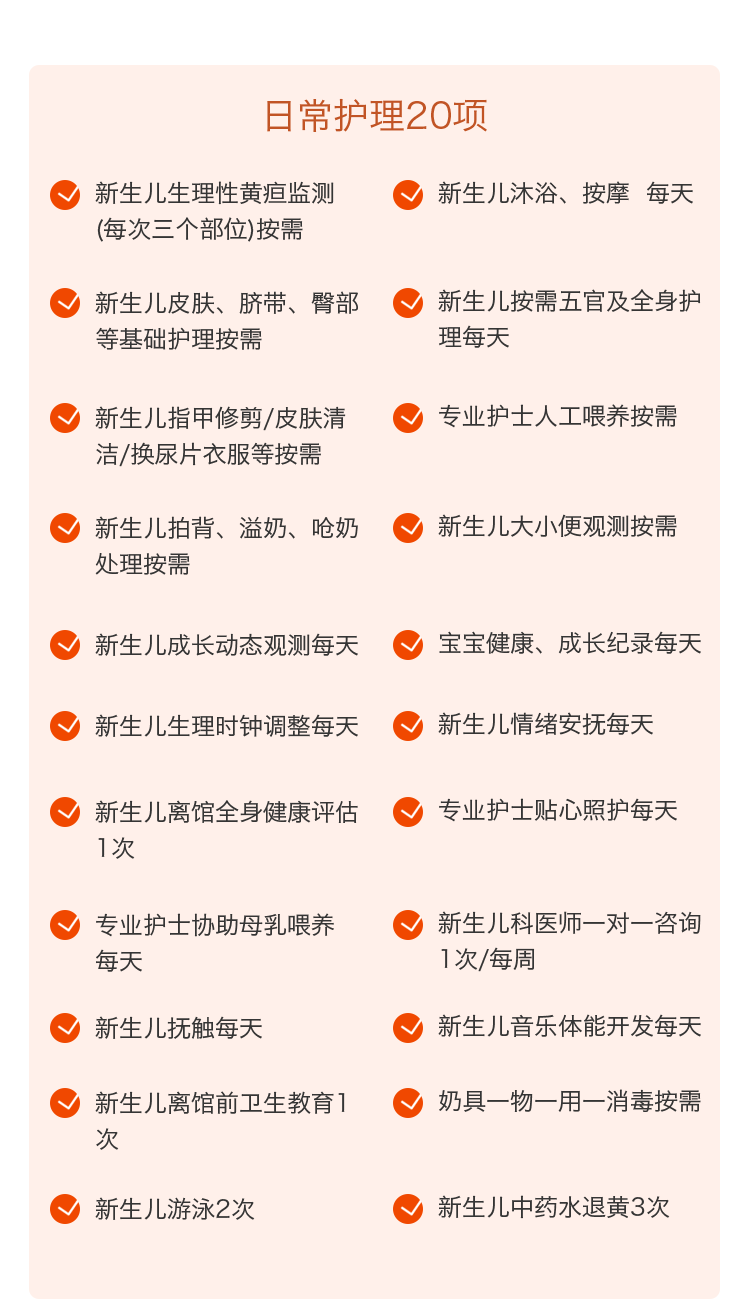 日常护理20项
新生儿生理性黄疸监测
(每次三个部位)按需
新生儿沐浴、按摩 每天
新生儿皮肤、脐带、臀部
等基础护理按需
新生儿按需五官及全身护
理每天
新生儿指甲修剪/皮肤清
洁/换尿片衣服等按需
专业护士人工喂养按需
新生儿拍背、溢奶、呛奶
处理按需
新生儿大小便观测按需
新生儿成长动态观测每天
宝宝健康、成长纪录每天
新生儿生理时钟调整每天
新生儿情绪安抚每天
新生儿离馆全身健康评估
1次
专业护士贴心照护每天
专业护士协助母乳喂养
每天
新生儿科医师一对一咨询
1次/每周
新生儿抚触每天
新生儿音乐体能开发每天
新生儿离馆前卫生教育1
次
奶具一物一用一消毒按需
新生儿游泳2次
新生儿中药水退黄3次